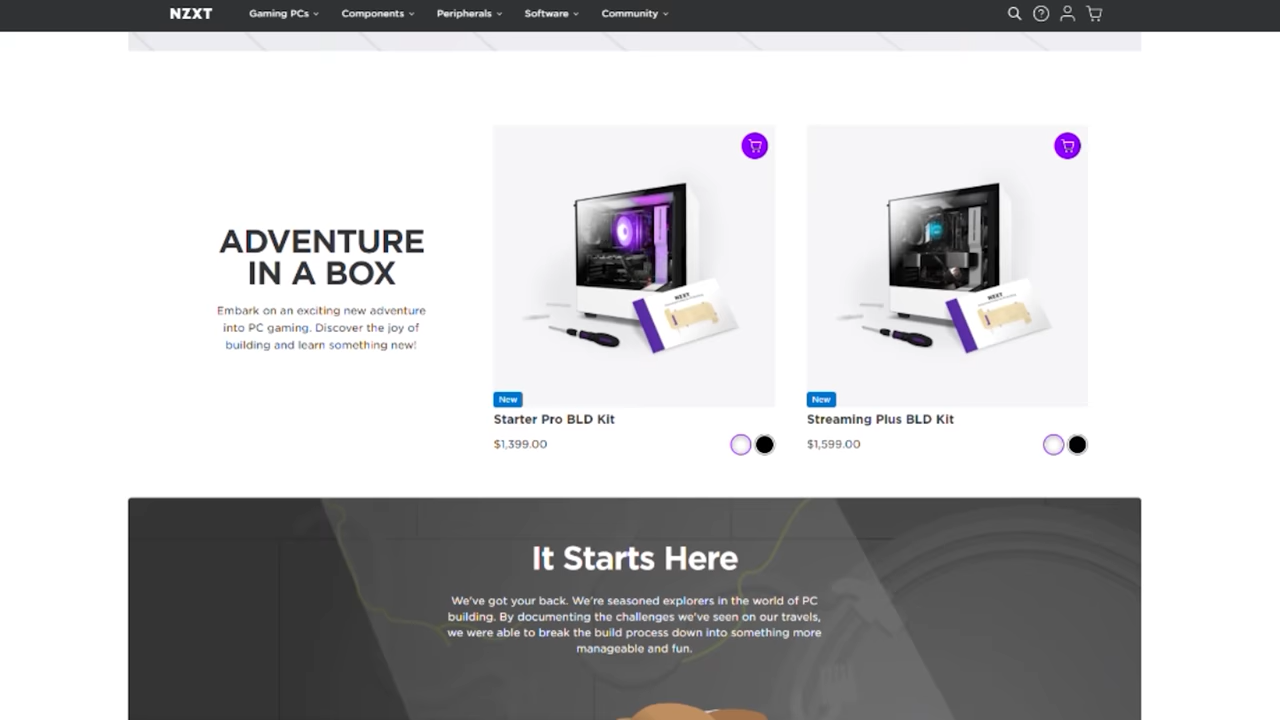 NZXT
Gaming PCs
Components
Peripherals
Software
Community
ADVENTURE
IN A BOX
Embark on an exciting new adventure
into PC gaming. Discover the joy of
building and learn something new!
NZXT
NZXT
New
Starter Pro BLD Kit
$1,399.00
New
Streaming Plus BLD Kit
$1,599.00
It Starts Here
We've got your back. We're seasoned explorers in the world of PC
building. By documenting the challenges we've seen on our travels,
we were able to break the build process down into something more
manageable and fun.